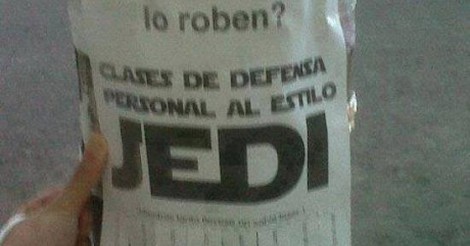 lo roben?
CLASES DE DEFENSA
PERSONAL AL ESTILO
JEDI